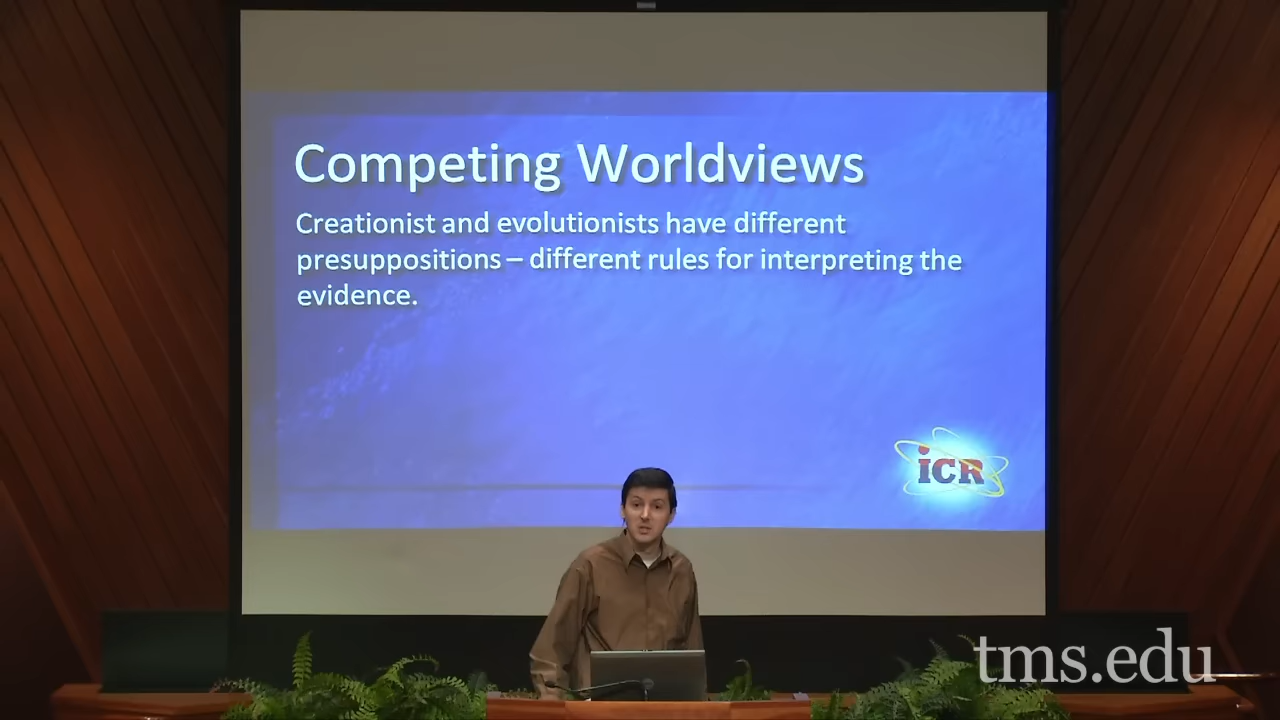 Competing Worldviews
Creationist and evolutionists have different
presuppositions – different rules for interpreting the
evidence.
iCR
tms.edu